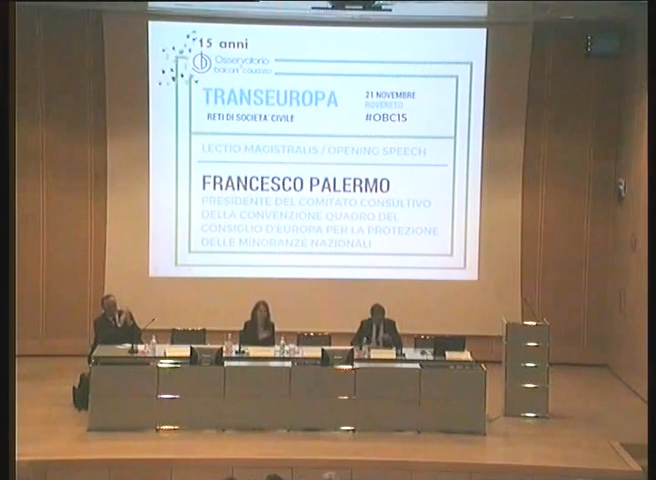 15 anni
Osservatorio
balcani caucaso
TRANSEUROPA
RETI DI SOCIETA' CIVILE
21 NOVEMBRE
ROVERETO
#OBC15
LECTIO MAGISTRALIS / OPENING SPEECH
FRANCESCO PALERMO
PRESIDENTE DEL COMITATO CONSULTIVO
DELLA CONVENZIONE QUADRO DEL
CONSIGLIO D'EUROPA PER LA PROTEZIONE
DELLE MINORANZE NAZIONALI